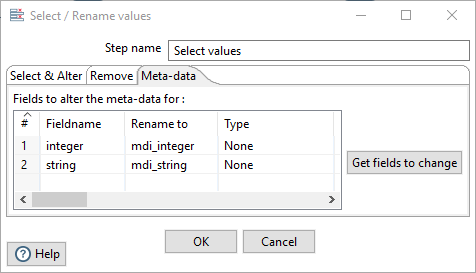 Select / Rename values
Step name Select values
Select & Alter Remove Meta-data
Fields to alter the meta-data for :
# Fieldname Rename to Type
1 integer mdi_integer None
2 string mdi_string None
Get fields to change
OK Cancel
Help